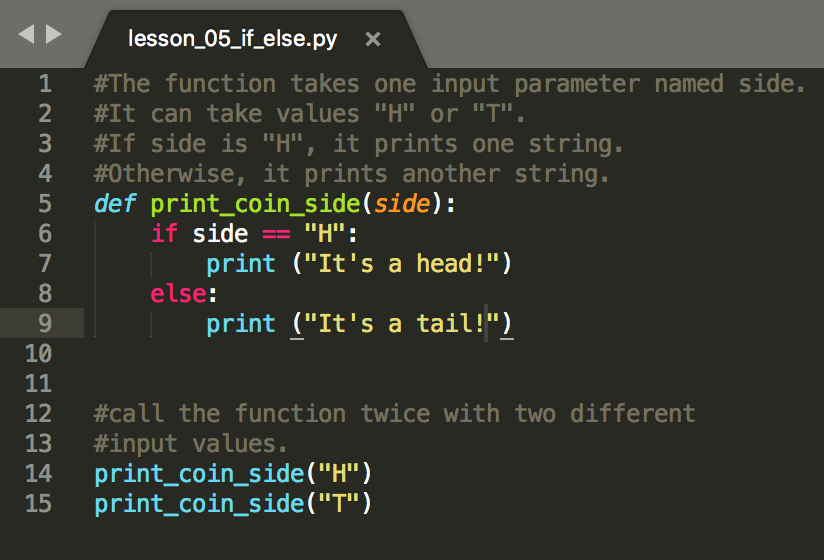 lesson_05_if_else.py ×
1 #The function takes one input parameter named side.
2 #It can take values "H" or "T".
3 #If side is "H", it prints one string.
4 #Otherwise, it prints another string.
5 def print_coin_side(side):
6     if side == "H":
7         print ("It's a head!")
8     else:
9         print ("It's a tail!")
10
11
12 #call the function twice with two different
13 #input values.
14 print_coin_side("H")
15 print_coin_side("T")